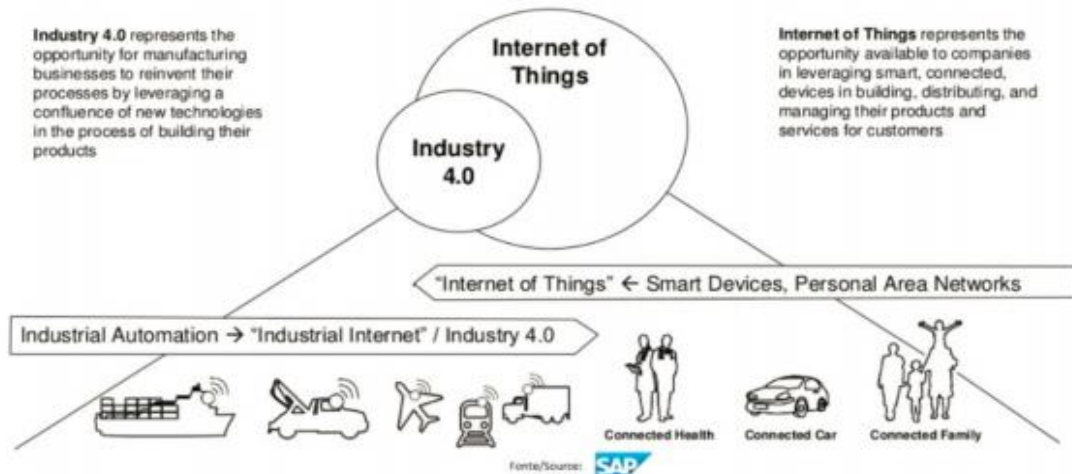 Industry 4.0 represents the
opportunity for manufacturing
businesses to reinvent their
processes by leveraging a
confluence of new technologies
in the process of building their
products
Internet of
Things
Industry
4.0
Internet of Things represents the
opportunity available to companies
in leveraging smart, connected,
devices in building, distributing, and
managing their products and
services for customers
"Internet of Things" ← Smart Devices, Personal Area Networks
Industrial Automation → "Industrial Internet" / Industry 4.0
Connected Health
Connected Car
Connected Family
Fonte/Source: SAP